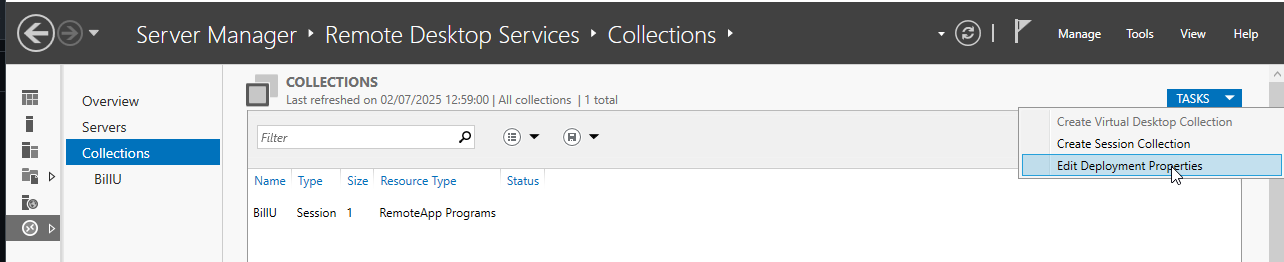 Server Manager ‣ Remote Desktop Services ‣ Collections ‣
Manage Tools View Help
Overview
Servers
Collections
BillU
COLLECTIONS
Last refreshed on 02/07/2025 12:59:00 | All collections | 1 total
TASKS
Create Virtual Desktop Collection
Create Session Collection
Edit Deployment Properties
Filter
Name Type Size Resource Type Status
BillU Session 1 RemoteApp Programs